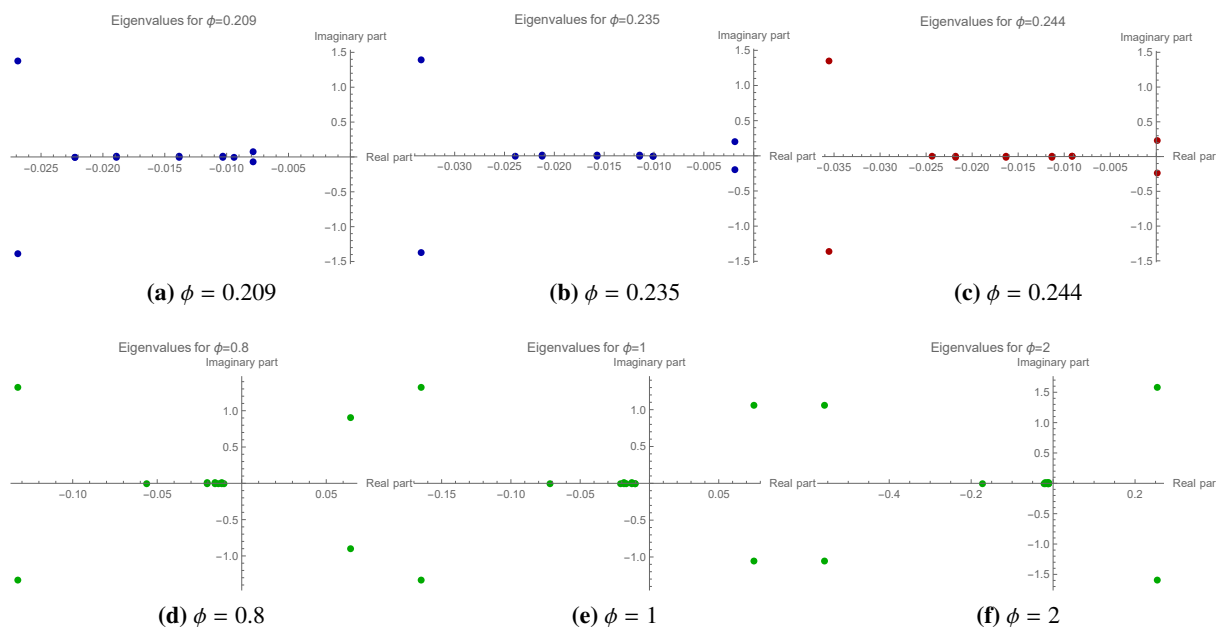 Eigenvalues for ϕ=0.209
Imaginary part
1.5
1.0
0.5
Real part
-0.025 -0.020 -0.015 -0.010 -0.005
-0.5
-1.0
-1.5
(a) ϕ = 0.209
Eigenvalues for ϕ=0.235
Imaginary part
1.5
1.0
0.5
Real part
-0.030 -0.025 -0.020 -0.015 -0.010 -0.005
-0.5
-1.0
-1.5
(b) ϕ = 0.235
Eigenvalues for ϕ=0.244
Imaginary part
1.5
1.0
0.5
Real part
-0.035 -0.030 -0.025 -0.020 -0.015 -0.010 -0.005
-0.5
-1.0
-1.5
(c) ϕ = 0.244
Eigenvalues for ϕ=0.8
Imaginary part
1.0
0.5
Real part
-0.10 -0.05 0.05
-0.5
-1.0
(d) ϕ = 0.8
Eigenvalues for ϕ=1
Imaginary part
1.0
0.5
Real part
-0.15 -0.10 -0.05 0.05
-0.5
-1.0
(e) ϕ = 1
Eigenvalues for ϕ=2
Imaginary part
1.5
1.0
0.5
Real part
-0.4 -0.2 0.2
-0.5
-1.0
-1.5
(f) ϕ = 2